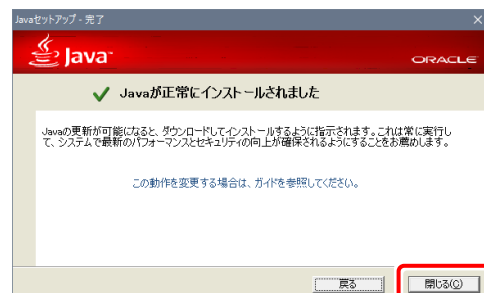 Javaセットアップ - 完了
Java
ORACLE
Javaが正常にインストールされました
Javaの更新が可能になると、ダウンロードしてインストールするように指示されます。これは常に実行し
て、システムで最新のパフォーマンスとセキュリティの向上が確保されるようにすることをお薦めします。
この動作を変更する場合は、ガイドを参照してください。
戻る
閉じる(C)